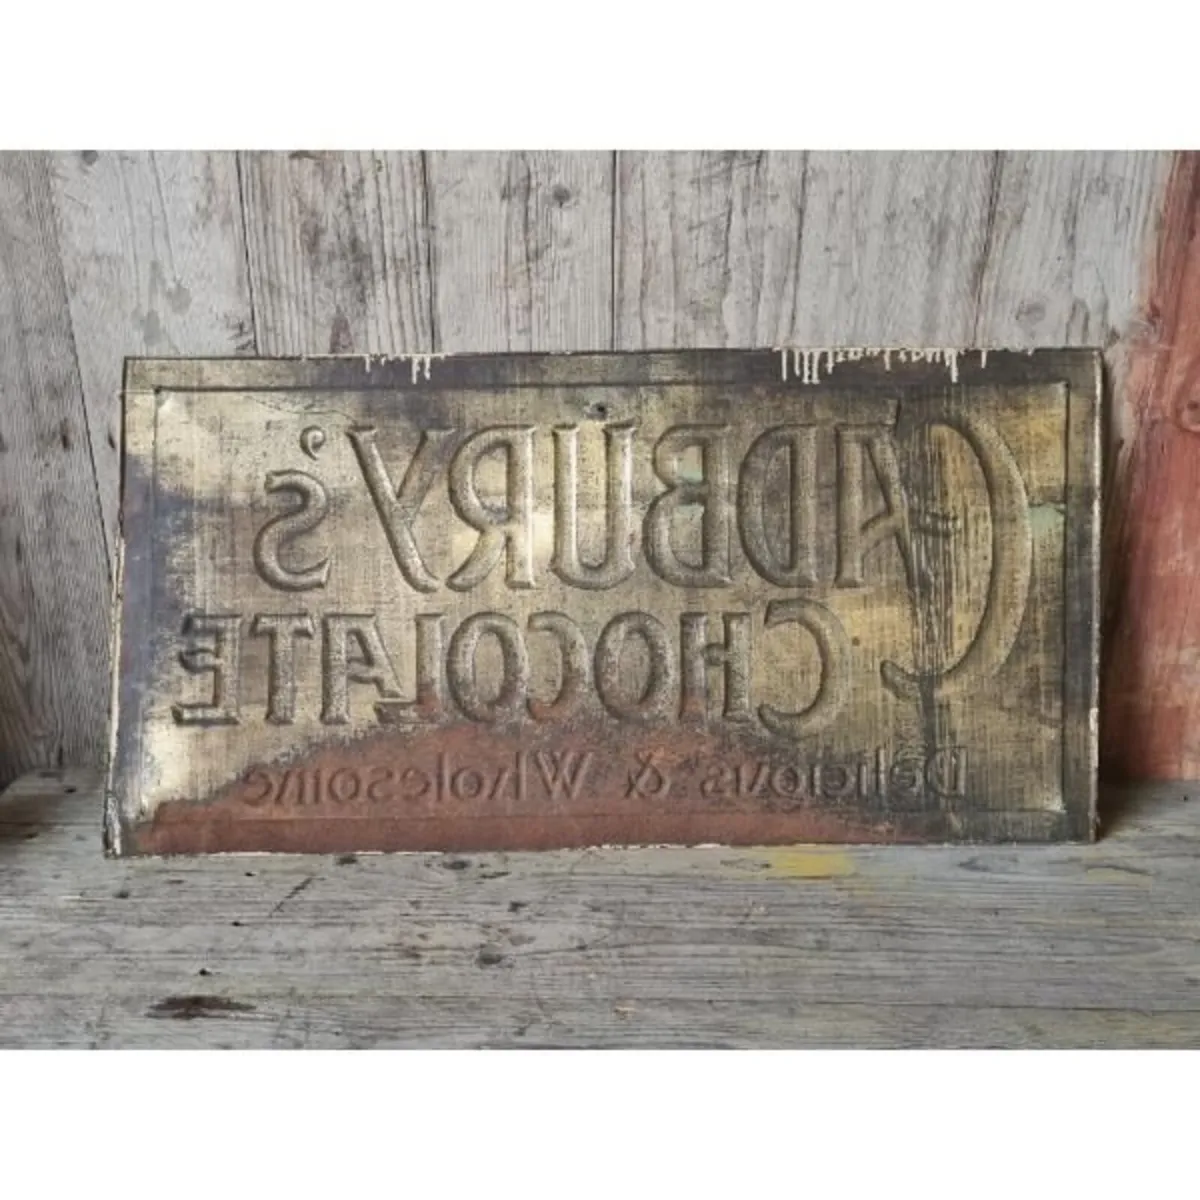 CADBURY'S
CHOCOLATE
Delicious & Wholesome